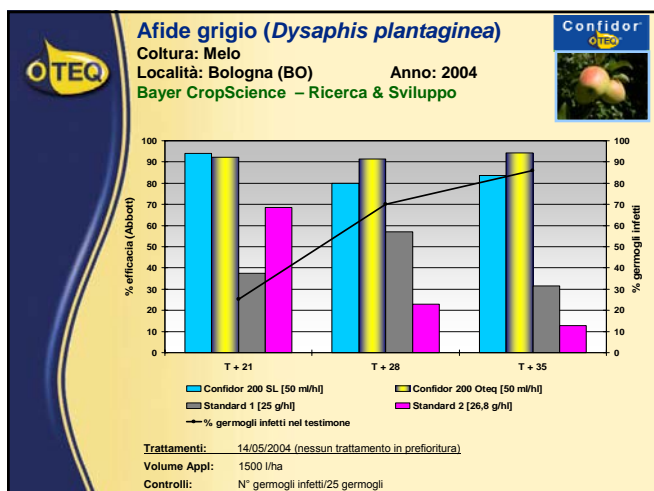 Afide grigio (Dysaphis plantaginea)
Coltura: Melo
Località: Bologna (BO) Anno: 2004
Bayer CropScience – Ricerca & Sviluppo
OTEQ
Confidor®
OTEQ®
% efficacia (Abbott)
100
90
80
70
60
50
40
30
20
10
0
100
90
80
70
60
50
40
30
20
10
0
% germogli infetti
T + 21 T + 28 T + 35
Confidor 200 SL [50 ml/hl] Confidor 200 Oteq [50 ml/hl]
Standard 1 [25 g/hl] Standard 2 [26,8 g/hl]
% germogli infetti nel testimone
Trattamenti: 14/05/2004 (nessun trattamento in prefioritura)
Volume Appl: 1500 l/ha
Controlli: N° germogli infetti/25 germogli